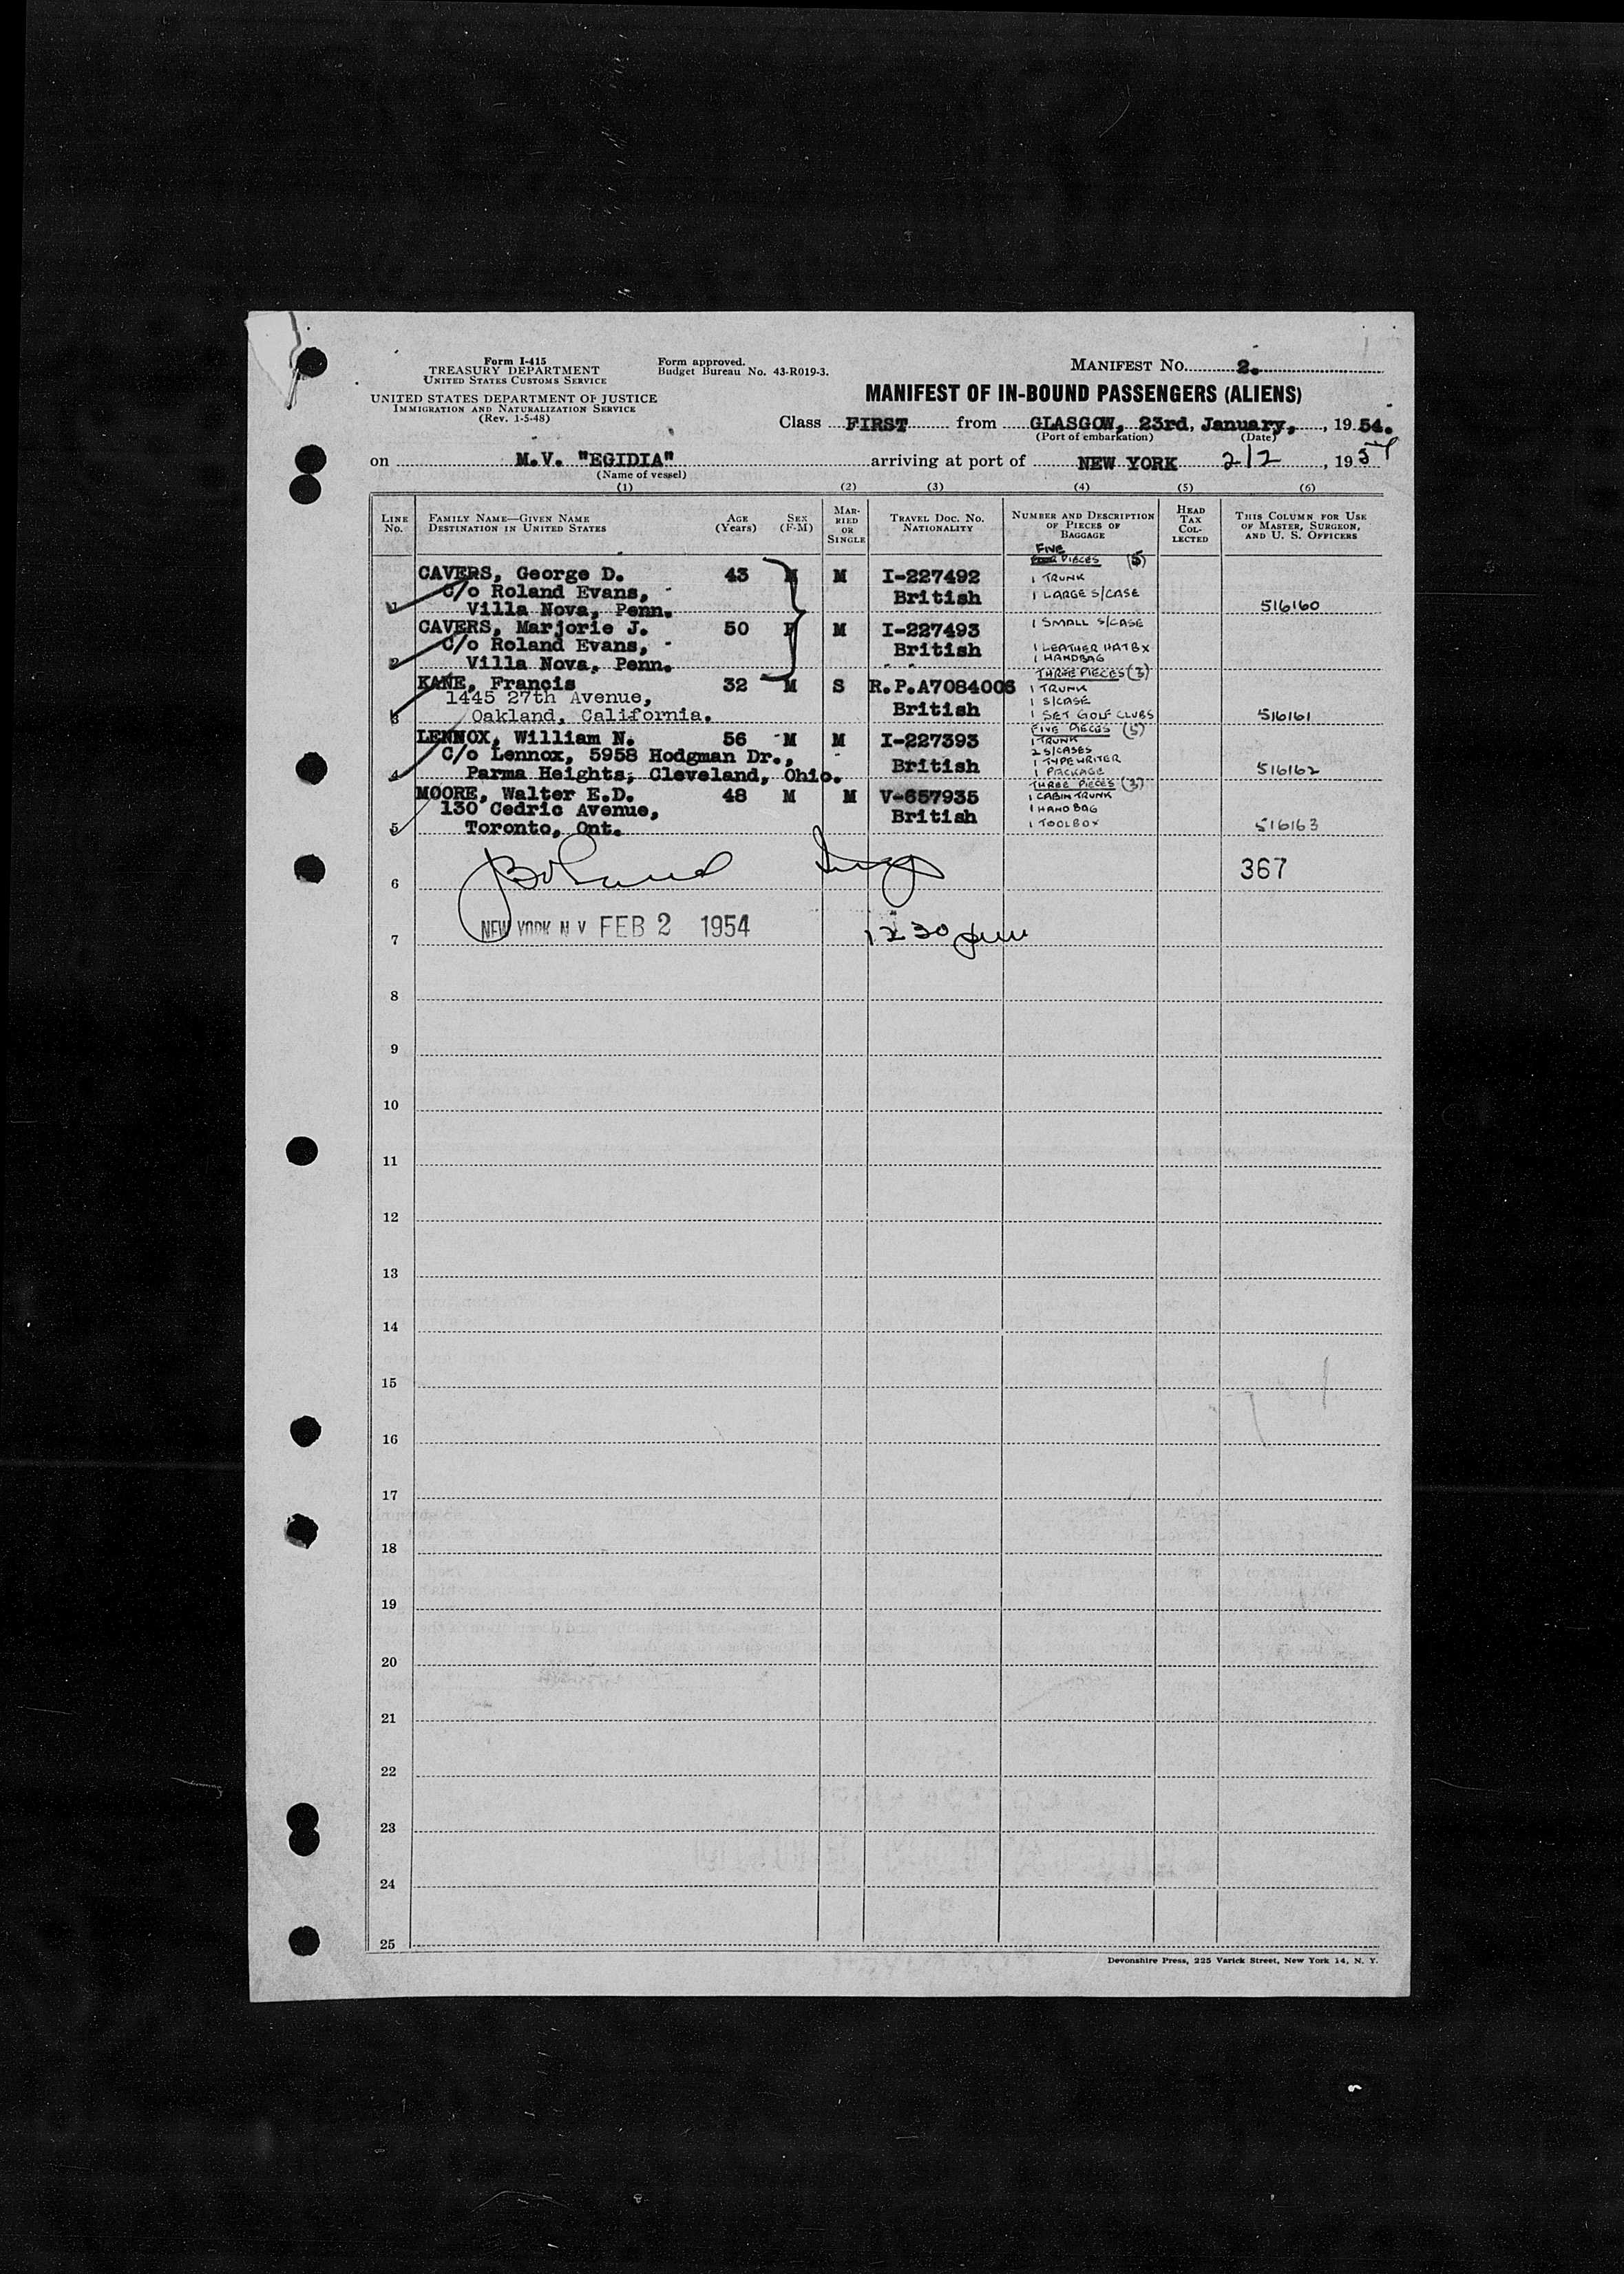 Form I-415
TREASURY DEPARTMENT
UNITED STATES CUSTOMS SERVICE
UNITED STATES DEPARTMENT OF JUSTICE
IMMIGRATION AND NATURALIZATION SERVICE
(Rev. 1-5-48)
Form approved.
Budget Bureau No. 43-R019-3.
MANIFEST NO. 2.
MANIFEST OF IN-BOUND PASSENGERS (ALIENS)
Class FIRST from GLASGOW, 23rd, January, , 19 54.
(Port of embarkation) (Date)
on M.V. "EGIDIA" arriving at port of NEW YORK 2/2 , 19 54
(Name of vessel)
(1) (2) (3) (4) (5) (6)
LINE NO.
FAMILY NAME—GIVEN NAME
DESTINATION IN UNITED STATES
AGE (Years)
SEX (F-M)
MARRIED OR SINGLE
TRAVEL DOC. NO.
NATIONALITY
NUMBER AND DESCRIPTION OF PIECES OF BAGGAGE
HEAD TAX COLLECTED
THIS COLUMN FOR USE OF MASTER, SURGEON, AND U. S. OFFICERS
FIVE PIECES (5)
CAVERS, George D. 43 M M I-227492 1 TRUNK
c/o Roland Evans, British 1 LARGE S/CASE
1 Villa Nova, Penn. 516160
CAVERS, Marjorie J. 50 F M I-227493 1 SMALL S/CASE
c/o Roland Evans, British 1 LEATHER HATBX
2 Villa Nova, Penn. 1 HANDBAG
THREE PIECES (3)
KANE, Francis 32 M S R.P.A7084006 1 TRUNK
1445 27th Avenue, 1 S/CASE
3 Oakland, California. British 1 SET GOLF CLUBS 516161
FIVE PIECES (5)
LENNOX, William N. 56 M M I-227393 1 TRUNK
C/o Lennox, 5958 Hodgman Dr., 2 S/CASES
British 1 TYPEWRITER
4 Parma Heights, Cleveland, Ohio. 1 PACKAGE 516162
THREE PIECES (3)
MOORE, Walter E.D. 48 M M V-657935 1 CABIN TRUNK
130 Cedric Avenue, British 1 HAND BAG
5 Toronto, Ont. 1 TOOLBOX 516163
6 367
7 NEW YORK N Y FEB 2 1954 12 30 pm
8
9
10
11
12
13
14
15
16
17
18
19
20
21
22
23
24
25
Devonshire Press, 225 Varick Street, New York 14, N. Y.